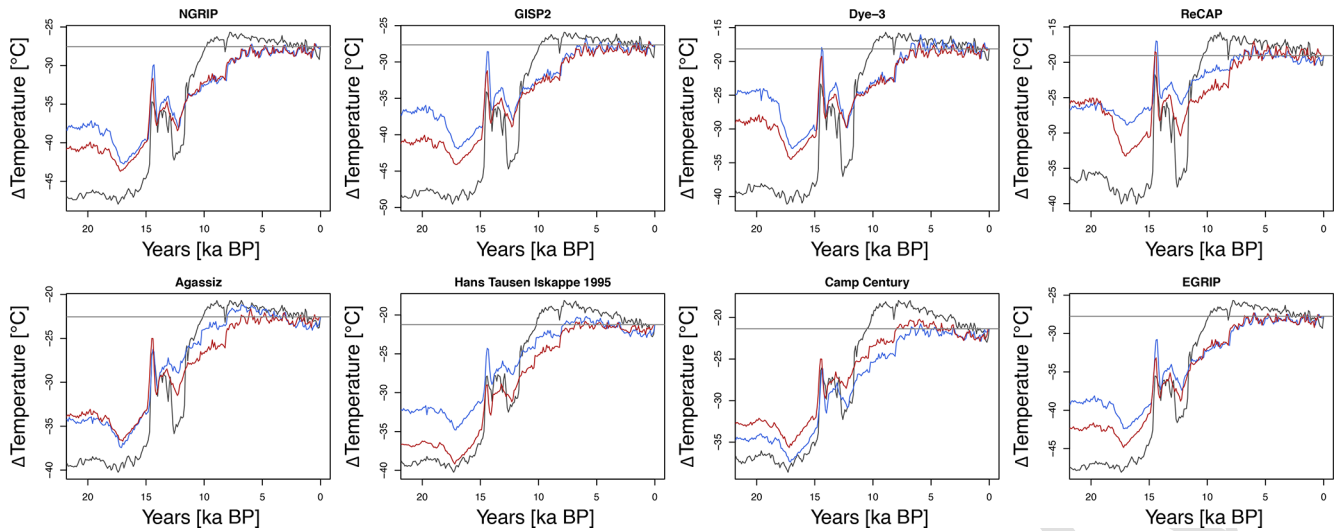 NGRIP GISP2 Dye−3 ReCAP
ΔTemperature [°C] ΔTemperature [°C] ΔTemperature [°C] ΔTemperature [°C]
−25 −30 −35 −40 −45
−25 −30 −35 −40 −45 −50
−15 −20 −25 −30 −35 −40
−15 −20 −25 −30 −35 −40
20 15 10 5 0 20 15 10 5 0 20 15 10 5 0 20 15 10 5 0
Years [ka BP] Years [ka BP] Years [ka BP] Years [ka BP]
Agassiz Hans Tausen Iskappe 1995 Camp Century EGRIP
ΔTemperature [°C] ΔTemperature [°C] ΔTemperature [°C] ΔTemperature [°C]
−20 −25 −30 −35 −40
−20 −25 −30 −35 −40
−20 −25 −30 −35
−25 −30 −35 −40 −45
20 15 10 5 0 20 15 10 5 0 20 15 10 5 0 20 15 10 5 0
Years [ka BP] Years [ka BP] Years [ka BP] Years [ka BP]